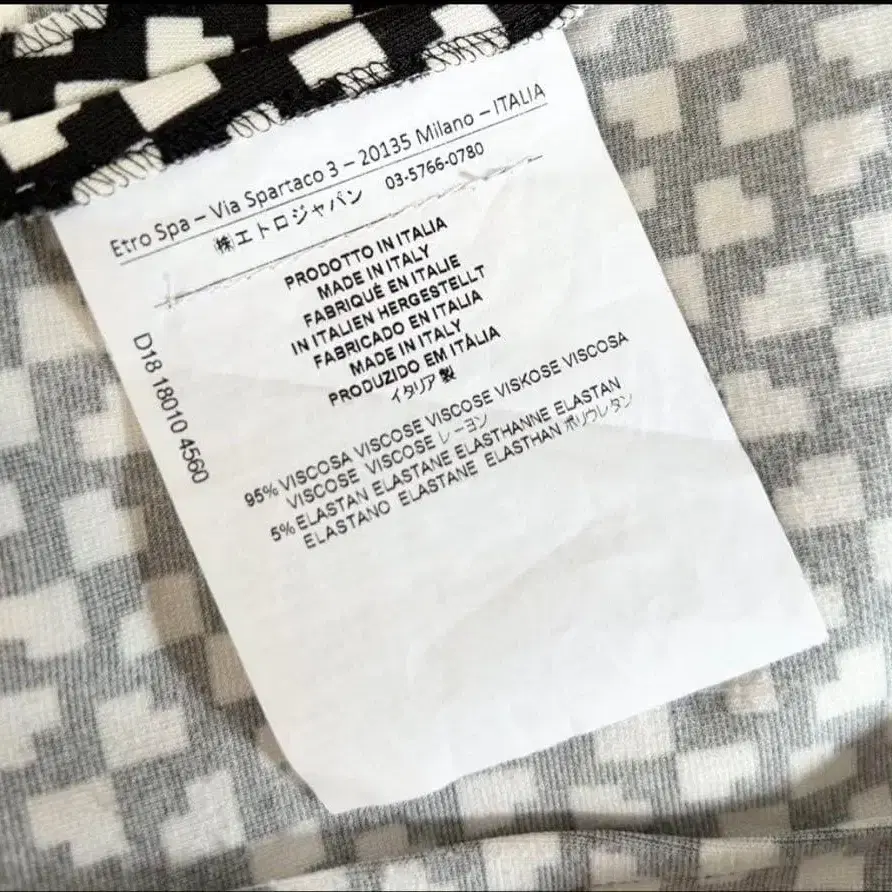 Etro Spa – Via Spartaco 3 – 20135 Milano – ITALIA
㈱エトロジャパン 03-5766-0780
PRODOTTO IN ITALIA
MADE IN ITALY
FABRIQUÉ EN ITALIE
IN ITALIEN HERGESTELLT
FABRICADO EN ITALIA
MADE IN ITALY
PRODUZIDO EM ITÀLIA
イタリア製
D18 18010 4560
95% VISCOSA VISCOSE VISCOSE VISKOSE VISCOSA
VISCOSE VISCOSE レーヨン
5% ELASTAN ELASTANE ELASTHANNE ELASTAN
ELASTANO ELASTANE ELASTHAN ポリウレタン